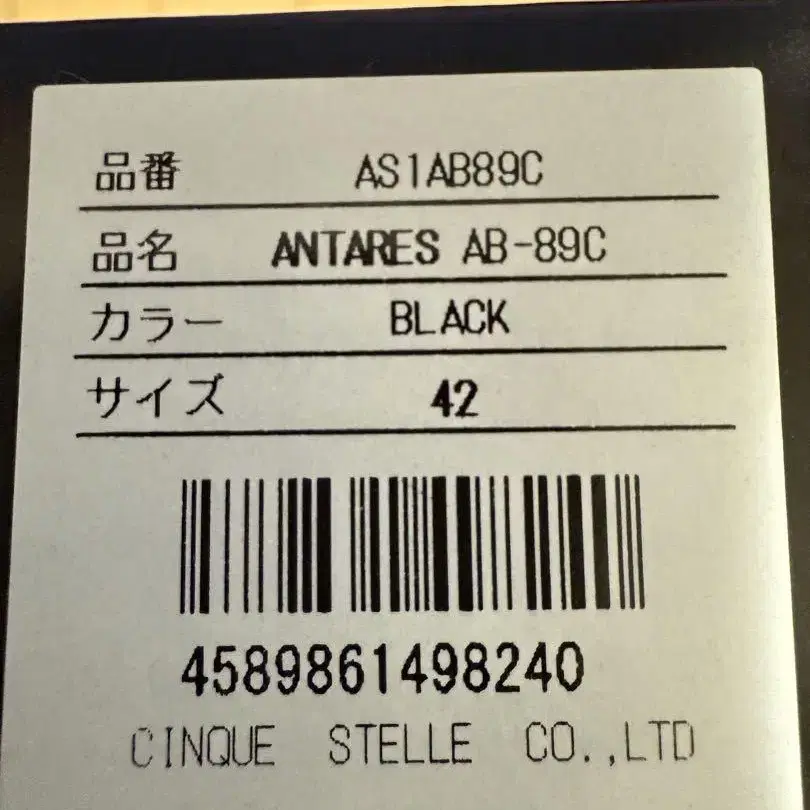 品番 AS1AB89C
品名 ANTARES AB-89C
カラー BLACK
サイズ 42
4589861498240
CINQUE STELLE CO.,LTD